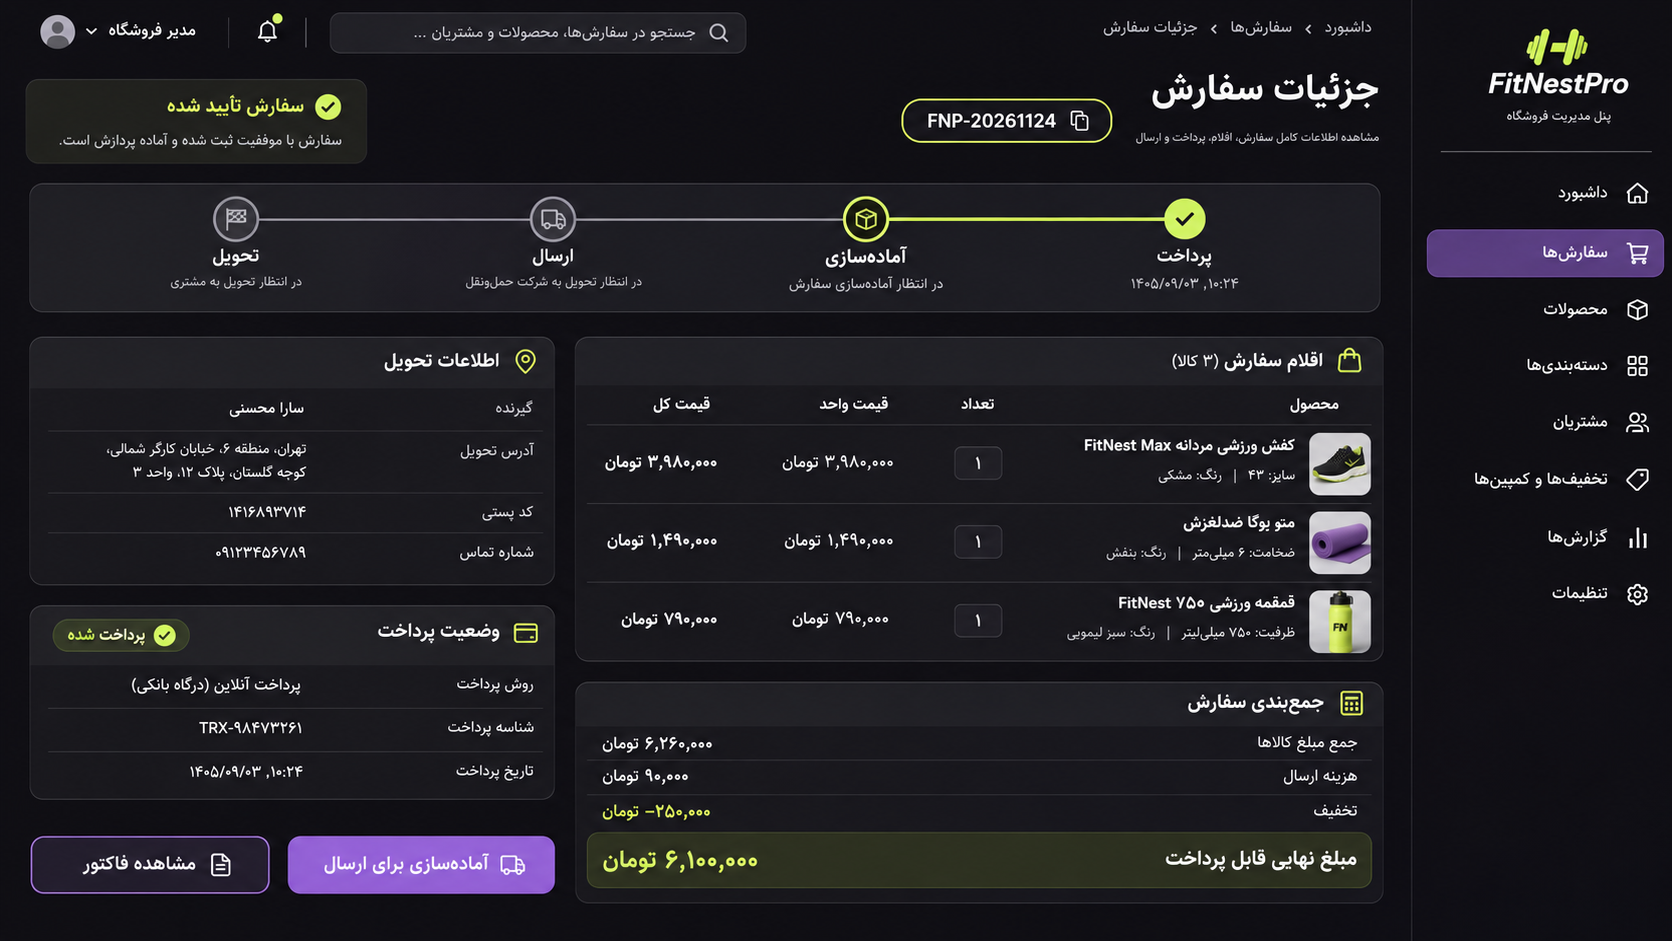 FitNestPro
پنل مدیریت فروشگاه
داشبورد
سفارش‌ها
محصولات
دسته‌بندی‌ها
مشتریان
تخفیف‌ها و کمپین‌ها
گزارش‌ها
تنظیمات
داشبورد › سفارش‌ها › جزئیات سفارش
جستجو در سفارش‌ها، محصولات و مشتریان ...
مدیر فروشگاه
جزئیات سفارش
مشاهده اطلاعات کامل سفارش، اقلام، پرداخت و ارسال
FNP-20261124
سفارش تأیید شده
سفارش با موفقیت ثبت شده و آماده پردازش است.
پرداخت
۱۴۰۵/۰۹/۰۳ ,۱۰:۲۴
آماده‌سازی
در انتظار آماده‌سازی سفارش
ارسال
در انتظار تحویل به شرکت حمل‌ونقل
تحویل
در انتظار تحویل به مشتری
اقلام سفارش (۳ کالا)
محصول تعداد قیمت واحد قیمت کل
کفش ورزشی مردانه FitNest Max
سایز: ۴۳ | رنگ: مشکی
۱ ۳,۹۸۰,۰۰۰ تومان ۳,۹۸۰,۰۰۰ تومان
متو یوگا ضدلغزش
ضخامت: ۶ میلی‌متر | رنگ: بنفش
۱ ۱,۴۹۰,۰۰۰ تومان ۱,۴۹۰,۰۰۰ تومان
FN
قمقمه ورزشی FitNest ۷۵۰
ظرفیت: ۷۵۰ میلی‌لیتر | رنگ: سبز لیمویی
۱ ۷۹۰,۰۰۰ تومان ۷۹۰,۰۰۰ تومان
جمع‌بندی سفارش
جمع مبلغ کالاها ۶,۲۶۰,۰۰۰ تومان
هزینه ارسال ۹۰,۰۰۰ تومان
تخفیف −۲۵۰,۰۰۰ تومان
مبلغ نهایی قابل پرداخت ۶,۱۰۰,۰۰۰ تومان
اطلاعات تحویل
گیرنده سارا محسنی
آدرس تحویل تهران، منطقه ۶، خبابان کارگر شمالی،
کوجه گلستان، پلاک ۱۲، واحد ۳
کد پستی ۱۴۱۶۸۹۳۷۱۴
شماره تماس ۰۹۱۲۳۴۵۶۷۸۹
وضعیت پرداخت
پرداخت شده
روش پرداخت پرداخت آنلاین (درگاه بانکی)
شناسه پرداخت TRX-۹۸۴۷۳۲۶۱
تاریخ پرداخت ۱۴۰۵/۰۹/۰۳ ,۱۰:۲۴
آماده‌سازی برای ارسال
مشاهده فاکتور